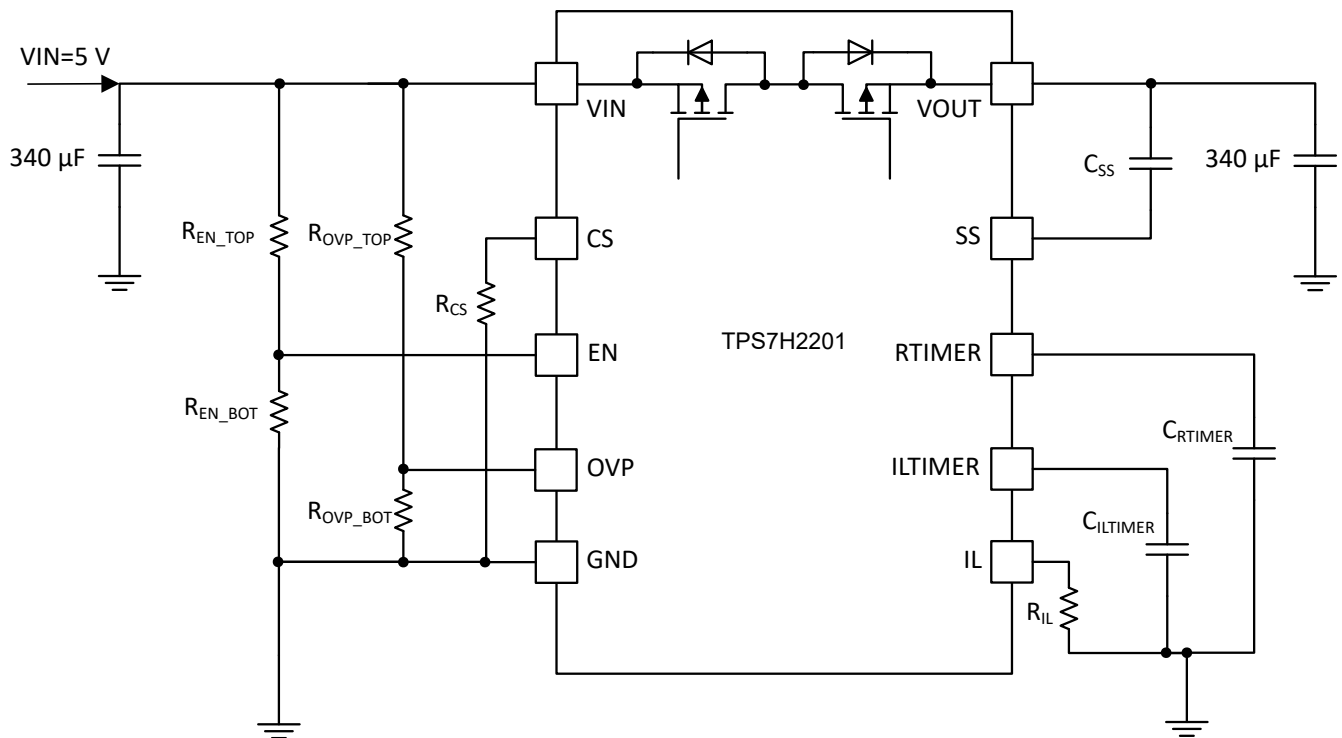 VIN=5 V
VIN
VOUT
340 µF
C_SS
340 µF
R_EN_TOP
R_OVP_TOP
CS
SS
R_CS
TPS7H2201
EN
RTIMER
R_EN_BOT
C_RTIMER
OVP
ILTIMER
R_OVP_BOT
C_ILTIMER
GND
IL
R_IL